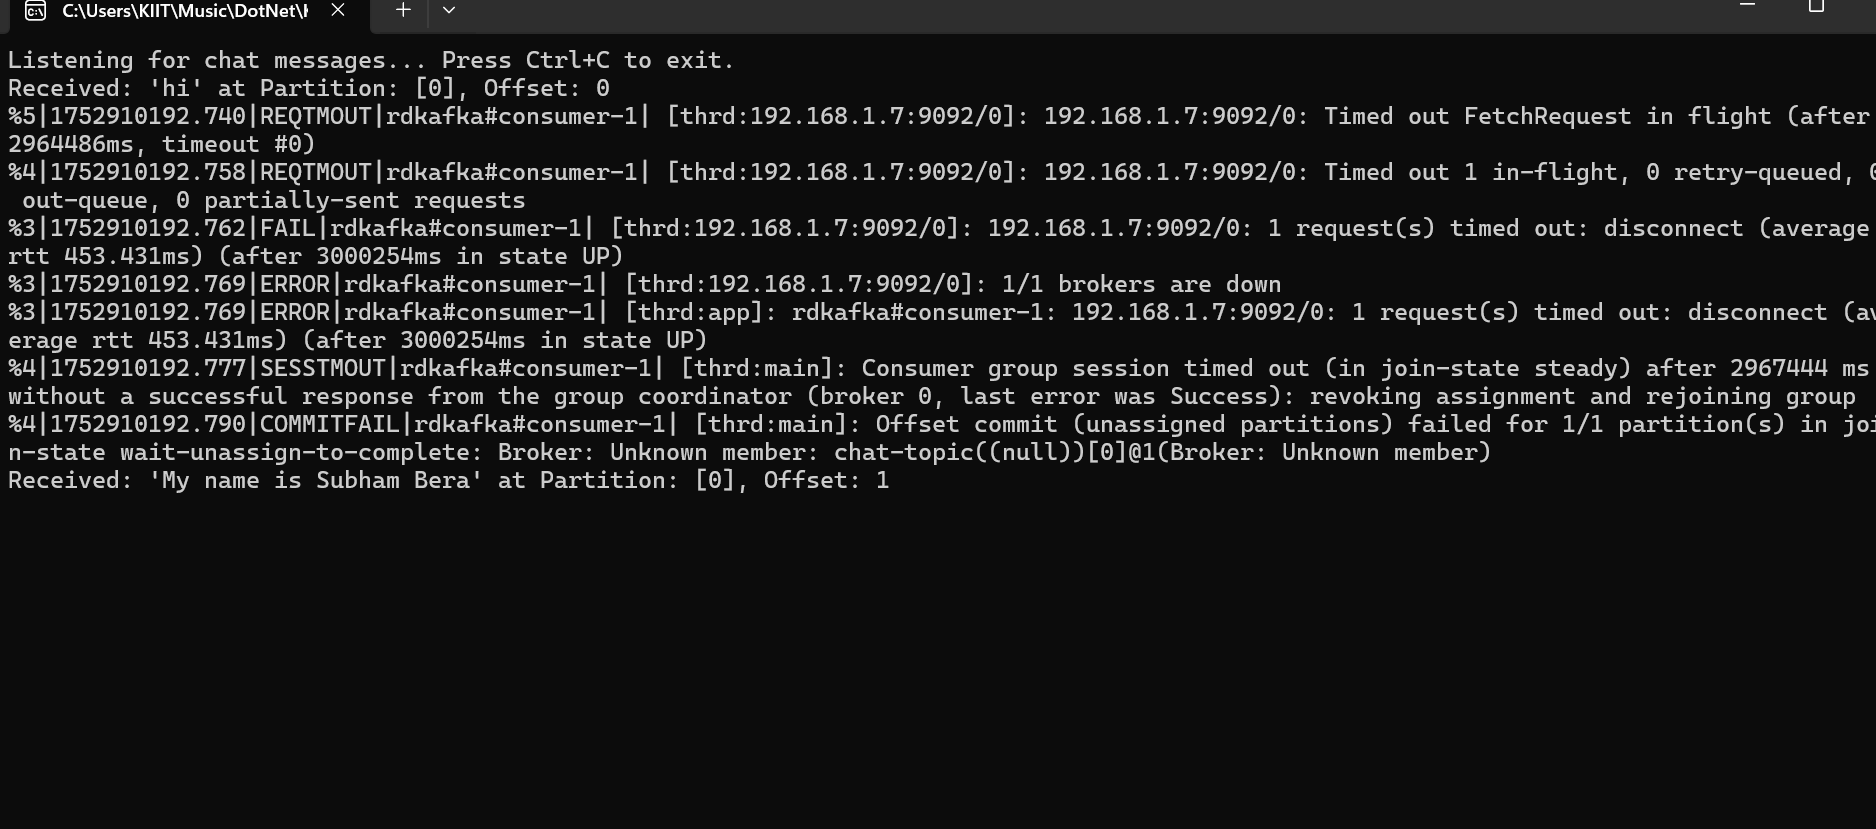 C:\Users\KIIT\Music\DotNet\
Listening for chat messages... Press Ctrl+C to exit.
Received: 'hi' at Partition: [0], Offset: 0
%5|1752910192.740|REQTMOUT|rdkafka#consumer-1| [thrd:192.168.1.7:9092/0]: 192.168.1.7:9092/0: Timed out FetchRequest in flight (after
2964486ms, timeout #0)
%4|1752910192.758|REQTMOUT|rdkafka#consumer-1| [thrd:192.168.1.7:9092/0]: 192.168.1.7:9092/0: Timed out 1 in-flight, 0 retry-queued, 0
out-queue, 0 partially-sent requests
%3|1752910192.762|FAIL|rdkafka#consumer-1| [thrd:192.168.1.7:9092/0]: 192.168.1.7:9092/0: 1 request(s) timed out: disconnect (average
rtt 453.431ms) (after 3000254ms in state UP)
%3|1752910192.769|ERROR|rdkafka#consumer-1| [thrd:192.168.1.7:9092/0]: 1/1 brokers are down
%3|1752910192.769|ERROR|rdkafka#consumer-1| [thrd:app]: rdkafka#consumer-1: 192.168.1.7:9092/0: 1 request(s) timed out: disconnect (av
erage rtt 453.431ms) (after 3000254ms in state UP)
%4|1752910192.777|SESSTMOUT|rdkafka#consumer-1| [thrd:main]: Consumer group session timed out (in join-state steady) after 2967444 ms
without a successful response from the group coordinator (broker 0, last error was Success): revoking assignment and rejoining group
%4|1752910192.790|COMMITFAIL|rdkafka#consumer-1| [thrd:main]: Offset commit (unassigned partitions) failed for 1/1 partition(s) in joi
n-state wait-unassign-to-complete: Broker: Unknown member: chat-topic((null))[0]@1(Broker: Unknown member)
Received: 'My name is Subham Bera' at Partition: [0], Offset: 1